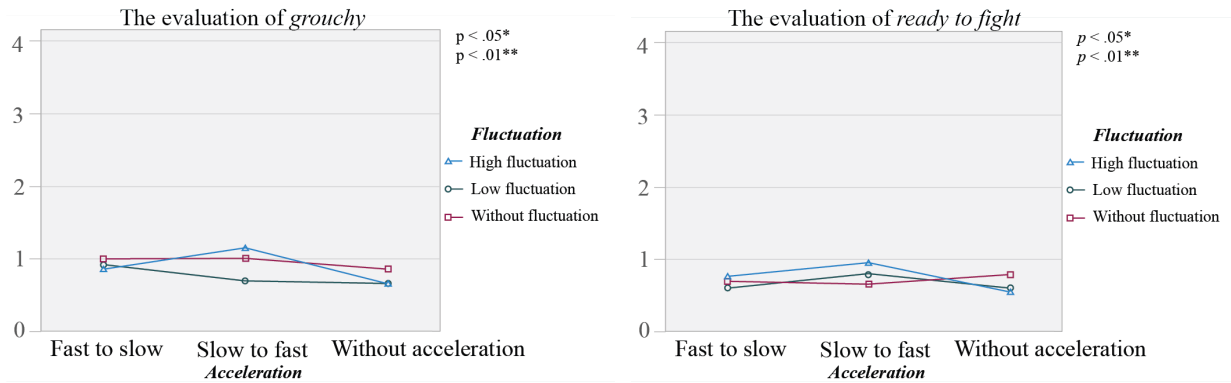 The evaluation of grouchy
4
3
2
1
0
p < .05*
p < .01**
Fluctuation
High fluctuation
Low fluctuation
Without fluctuation
Fast to slow
Slow to fast
Without acceleration
Acceleration
The evaluation of ready to fight
4
3
2
1
0
p < .05*
p < .01**
Fluctuation
High fluctuation
Low fluctuation
Without fluctuation
Fast to slow
Slow to fast
Without acceleration
Acceleration